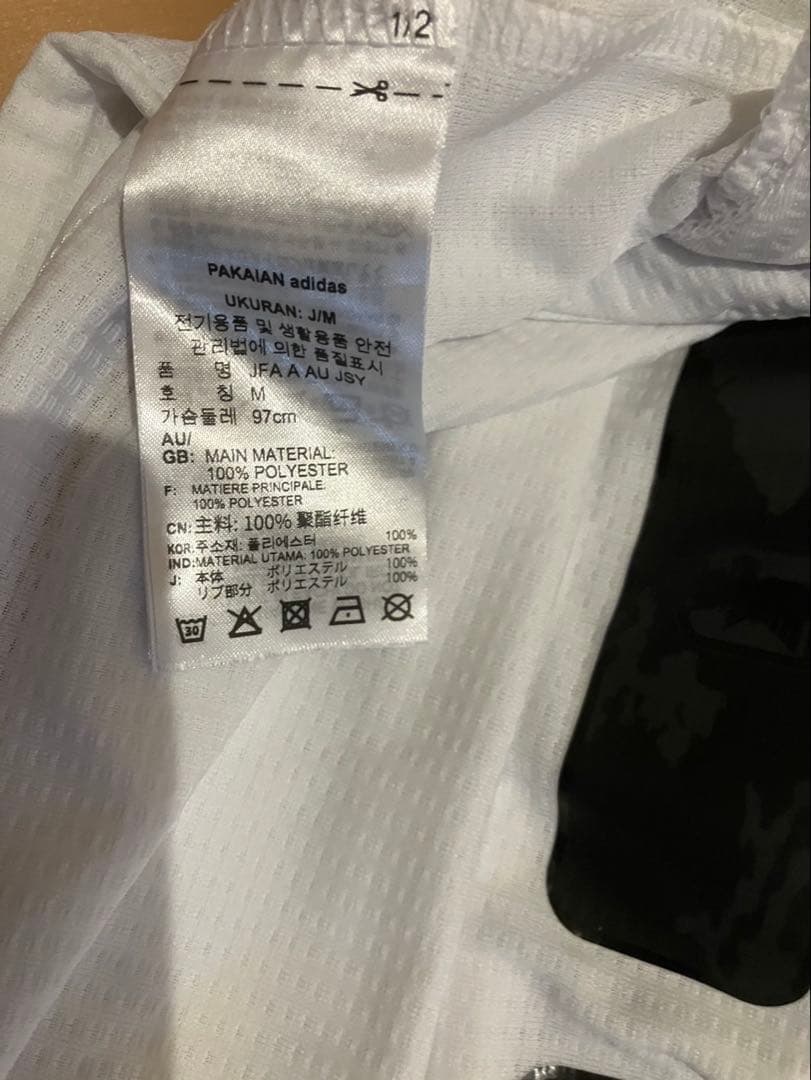 1/2
PAKAIAN adidas
UKURAN: J/M
전기용품 및 생활용품 안전
관리법에 의한 품질표시
품 명 JFA A AU JSY
호 칭 M
가슴둘레 97cm
AU/
GB: MAIN MATERIAL:
100% POLYESTER
F: MATIERE PRINCIPALE:
100% POLYESTER
CN: 主料: 100% 聚酯纤维
KOR:주소재: 폴리에스터 100%
IND:MATERIAL UTAMA: 100% POLYESTER
J: 本体 ポリエステル 100%
リブ部分 ポリエステル 100%
30